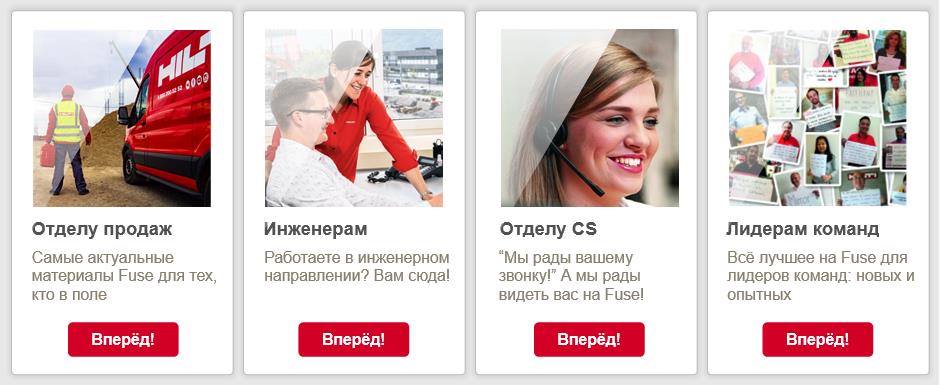 HIL
Отделу продаж
Самые актуальные
материалы Fuse для тех,
кто в поле
Вперёд!
Инженерам
Работаете в инженерном
направлении? Вам сюда!
Вперёд!
Отделу CS
“Мы рады вашему
звонку!” А мы рады
видеть вас на Fuse!
Вперёд!
Лидерам команд
Всё лучшее на Fuse для
лидеров команд: новых и
опытных
Вперёд!